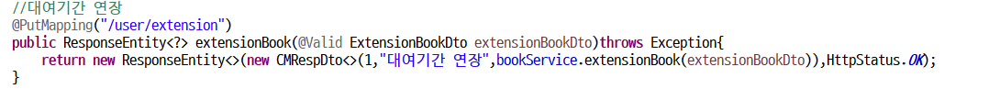 //대여기간 연장
@PutMapping("/user/extension")
public ResponseEntity<?> extensionBook(@Valid ExtensionBookDto extensionBookDto)throws Exception{
    return new ResponseEntity<>(new CMRespDto<>(1,"대여기간 연장",bookService.extensionBook(extensionBookDto)),HttpStatus.OK);
}